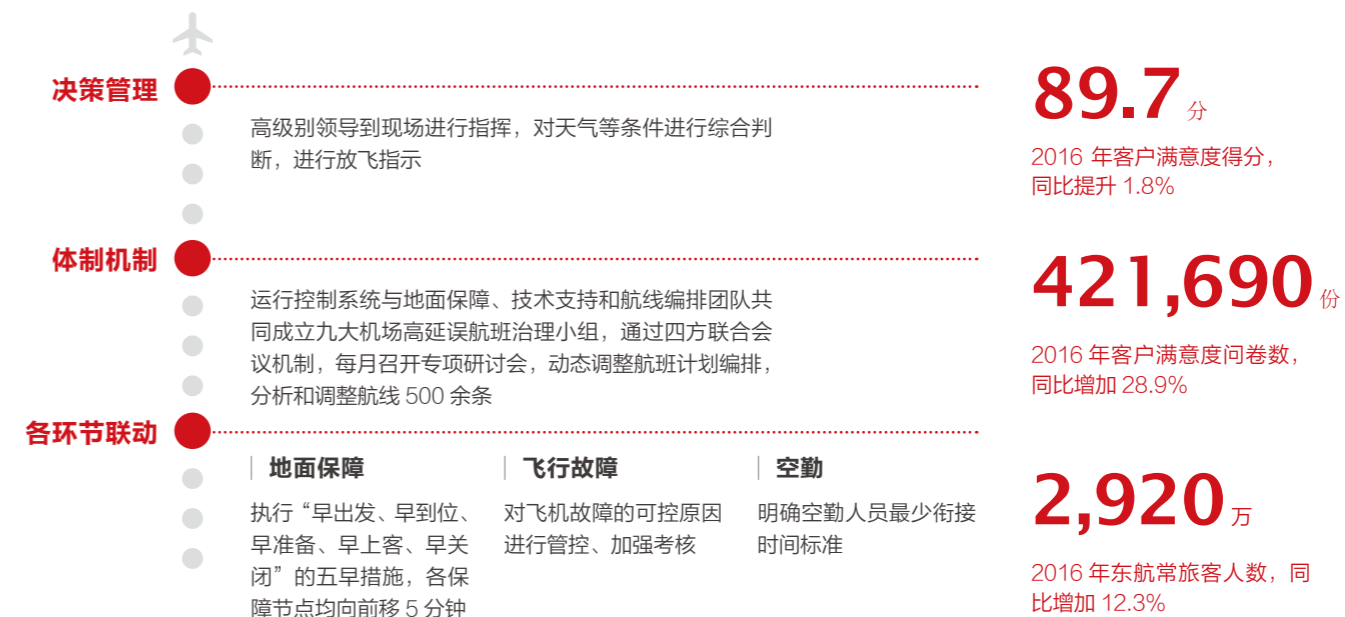 决策管理
高级别领导到现场进行指挥，对天气等条件进行综合判
断，进行放飞指示
体制机制
运行控制系统与地面保障、技术支持和航线编排团队共
同成立九大机场高延误航班治理小组，通过四方联合会
议机制，每月召开专项研讨会，动态调整航班计划编排，
分析和调整航线 500 余条
各环节联动
地面保障
执行“早出发、早到位、
早准备、早上客、早关
闭”的五早措施，各保
障节点均向前移 5 分钟
飞行故障
对飞机故障的可控原因
进行管控、加强考核
空勤
明确空勤人员最少衔接
时间标准
89.7 分
2016 年客户满意度得分，
同比提升 1.8%
421,690 份
2016 年客户满意度问卷数，
同比增加 28.9%
2,920 万
2016 年东航常旅客人数，同
比增加 12.3%